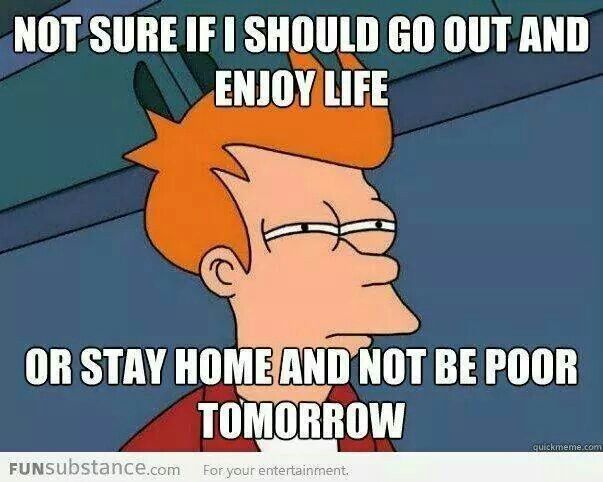 NOT SURE IF I SHOULD GO OUT AND
ENJOY LIFE
OR STAY HOME AND NOT BE POOR
TOMORROW
quickmeme.com
FUNSubstance.com For your entertainment.